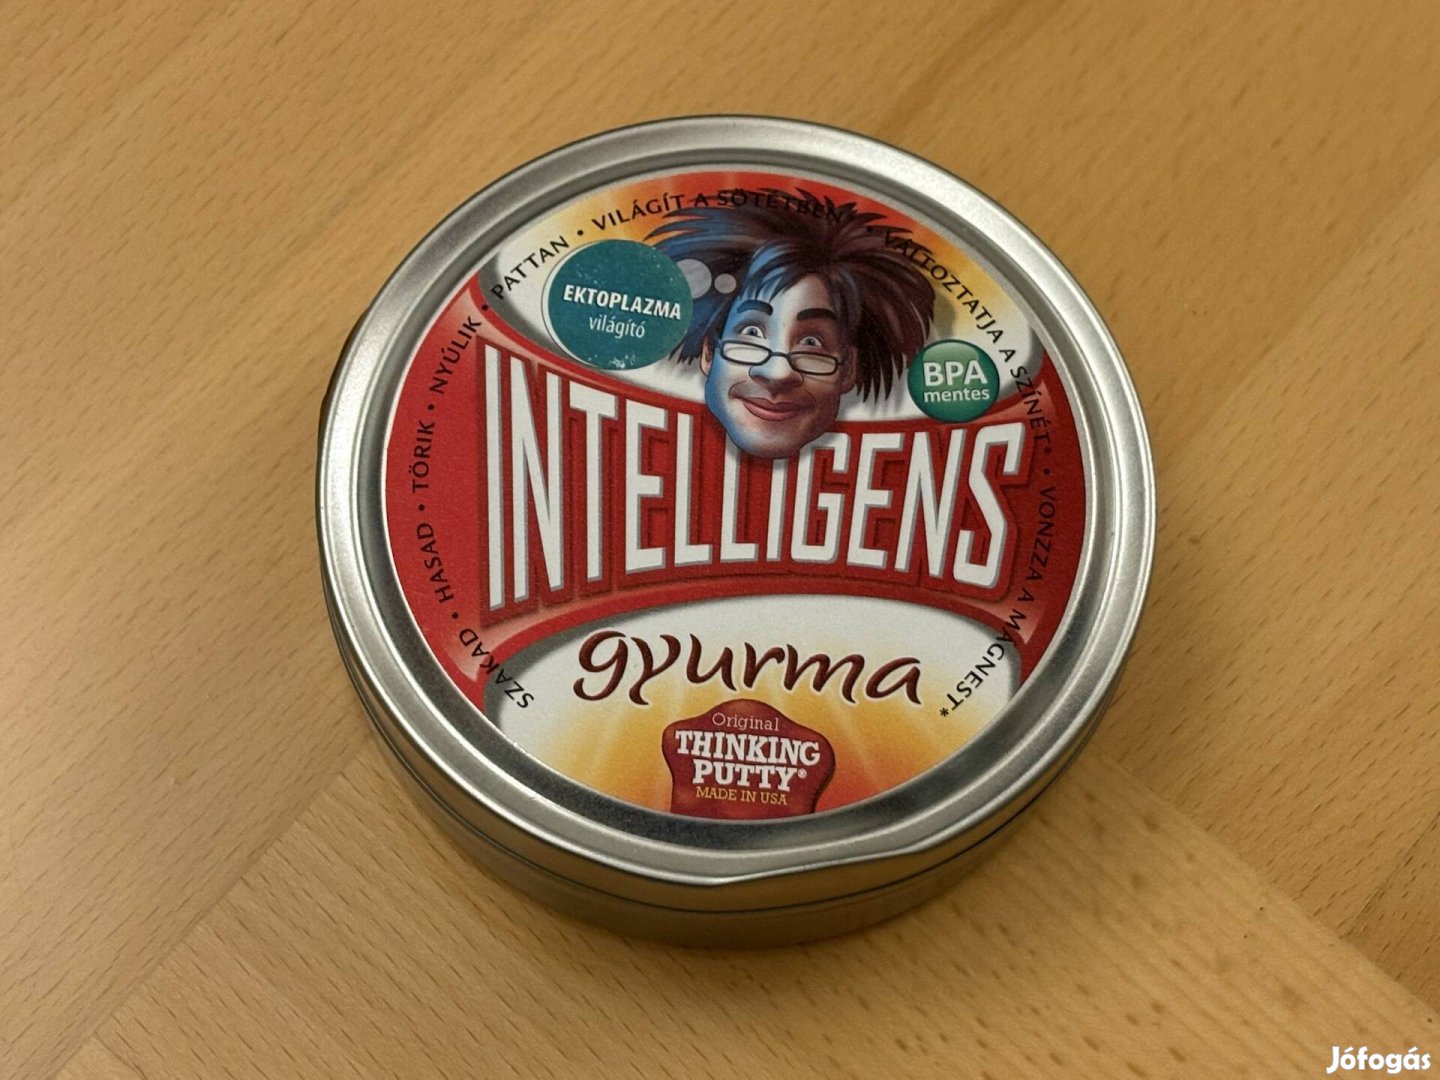 SZAKAD • HASAD • TÖRIK • NYÚLIK • PATTAN • VILÁGÍT A SÖTÉTBEN* • VÁLTOZTATJA A SZÍNÉT* • VONZZA A MÁGNEST*
EKTOPLAZMA
világító
BPA
mentes
INTELLIGENS
gyurma
Original
THINKING
PUTTY®
MADE IN USA
Jófogás